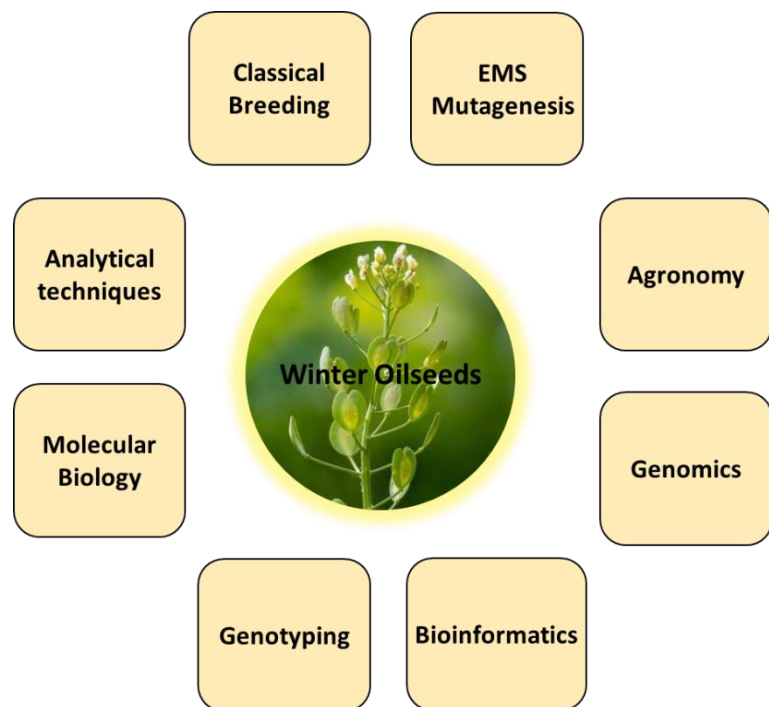 Classical
Breeding
EMS
Mutagenesis
Analytical
techniques
Agronomy
Winter Oilseeds
Molecular
Biology
Genomics
Genotyping
Bioinformatics